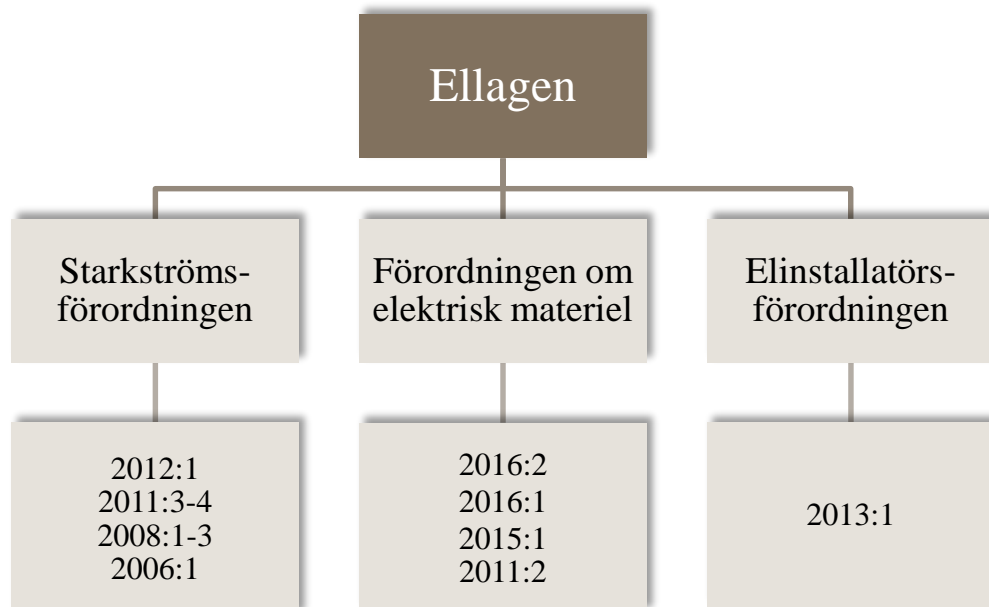 Ellagen
Starkströms-
förordningen
Förordningen om
elektrisk materiel
Elinstallatörs-
förordningen
2012:1
2011:3-4
2008:1-3
2006:1
2016:2
2016:1
2015:1
2011:2
2013:1